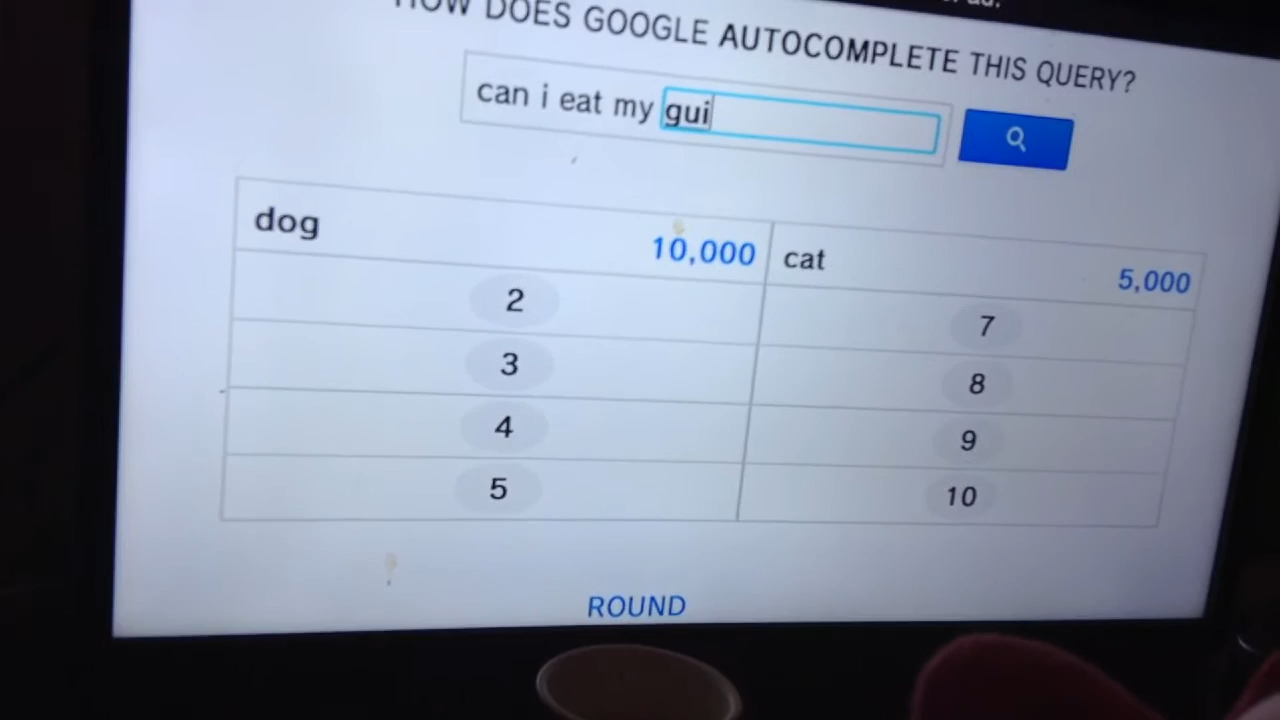 HOW DOES GOOGLE AUTOCOMPLETE THIS QUERY?
can i eat my gui
dog 10,000 cat 5,000
2 7
3 8
4 9
5 10
ROUND